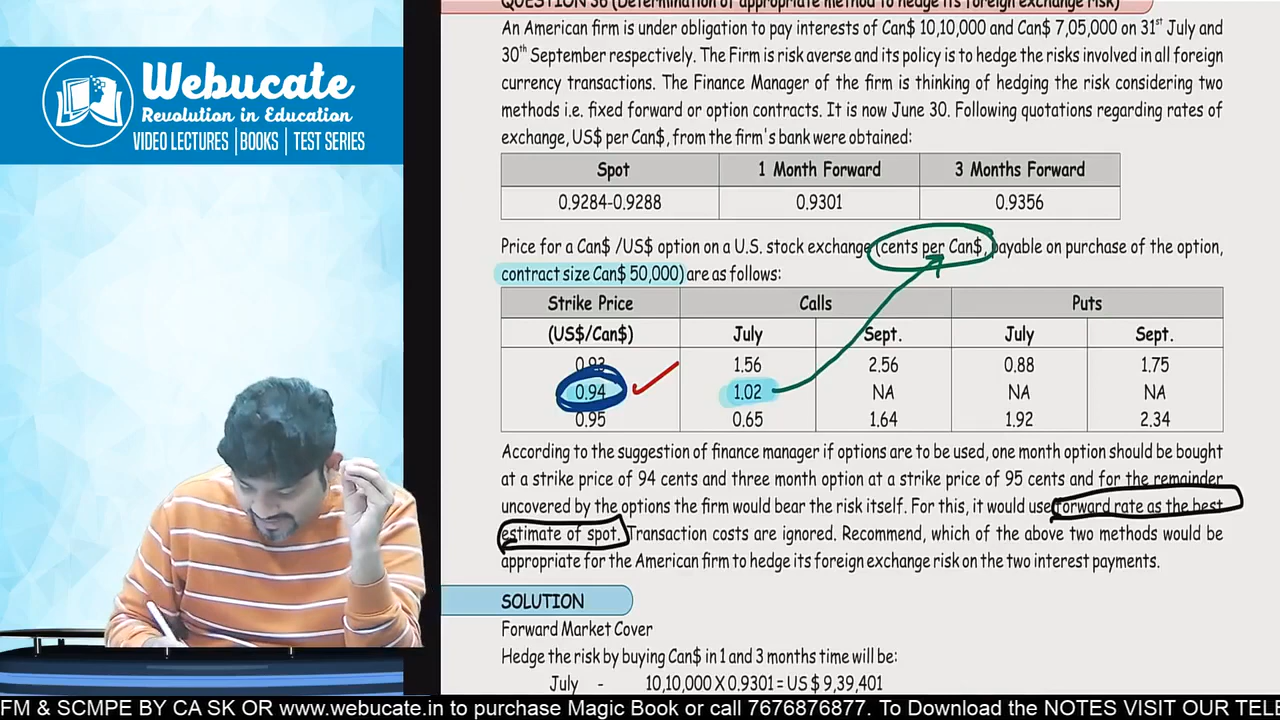 QUESTION 36 (Determination of appropriate method to hedge its foreign exchange risk)
Webucate
Revolution in Education
VIDEO LECTURES | BOOKS | TEST SERIES
An American firm is under obligation to pay interests of Can$ 10,10,000 and Can$ 7,05,000 on 31st July and
30th September respectively. The Firm is risk averse and its policy is to hedge the risks involved in all foreign
currency transactions. The Finance Manager of the firm is thinking of hedging the risk considering two
methods i.e. fixed forward or option contracts. It is now June 30. Following quotations regarding rates of
exchange, US$ per Can$, from the firm's bank were obtained:
Spot 1 Month Forward 3 Months Forward
0.9284-0.9288 0.9301 0.9356
Price for a Can$ /US$ option on a U.S. stock exchange (cents per Can$, payable on purchase of the option,
contract size Can$ 50,000) are as follows:
Strike Price Calls Puts
(US$/Can$) July Sept. July Sept.
0.93 1.56 2.56 0.88 1.75
0.94 1.02 NA NA NA
0.95 0.65 1.64 1.92 2.34
According to the suggestion of finance manager if options are to be used, one month option should be bought
at a strike price of 94 cents and three month option at a strike price of 95 cents and for the remainder
uncovered by the options the firm would bear the risk itself. For this, it would use forward rate as the best
estimate of spot. Transaction costs are ignored. Recommend, which of the above two methods would be
appropriate for the American firm to hedge its foreign exchange risk on the two interest payments.
SOLUTION
Forward Market Cover
Hedge the risk by buying Can$ in 1 and 3 months time will be:
July - 10,10,000 X 0.9301 = US $ 9,39,401
FM & SCMPE BY CA SK OR www.webucate.in to purchase Magic Book or call 7676876877. To Download the NOTES VISIT OUR TELE